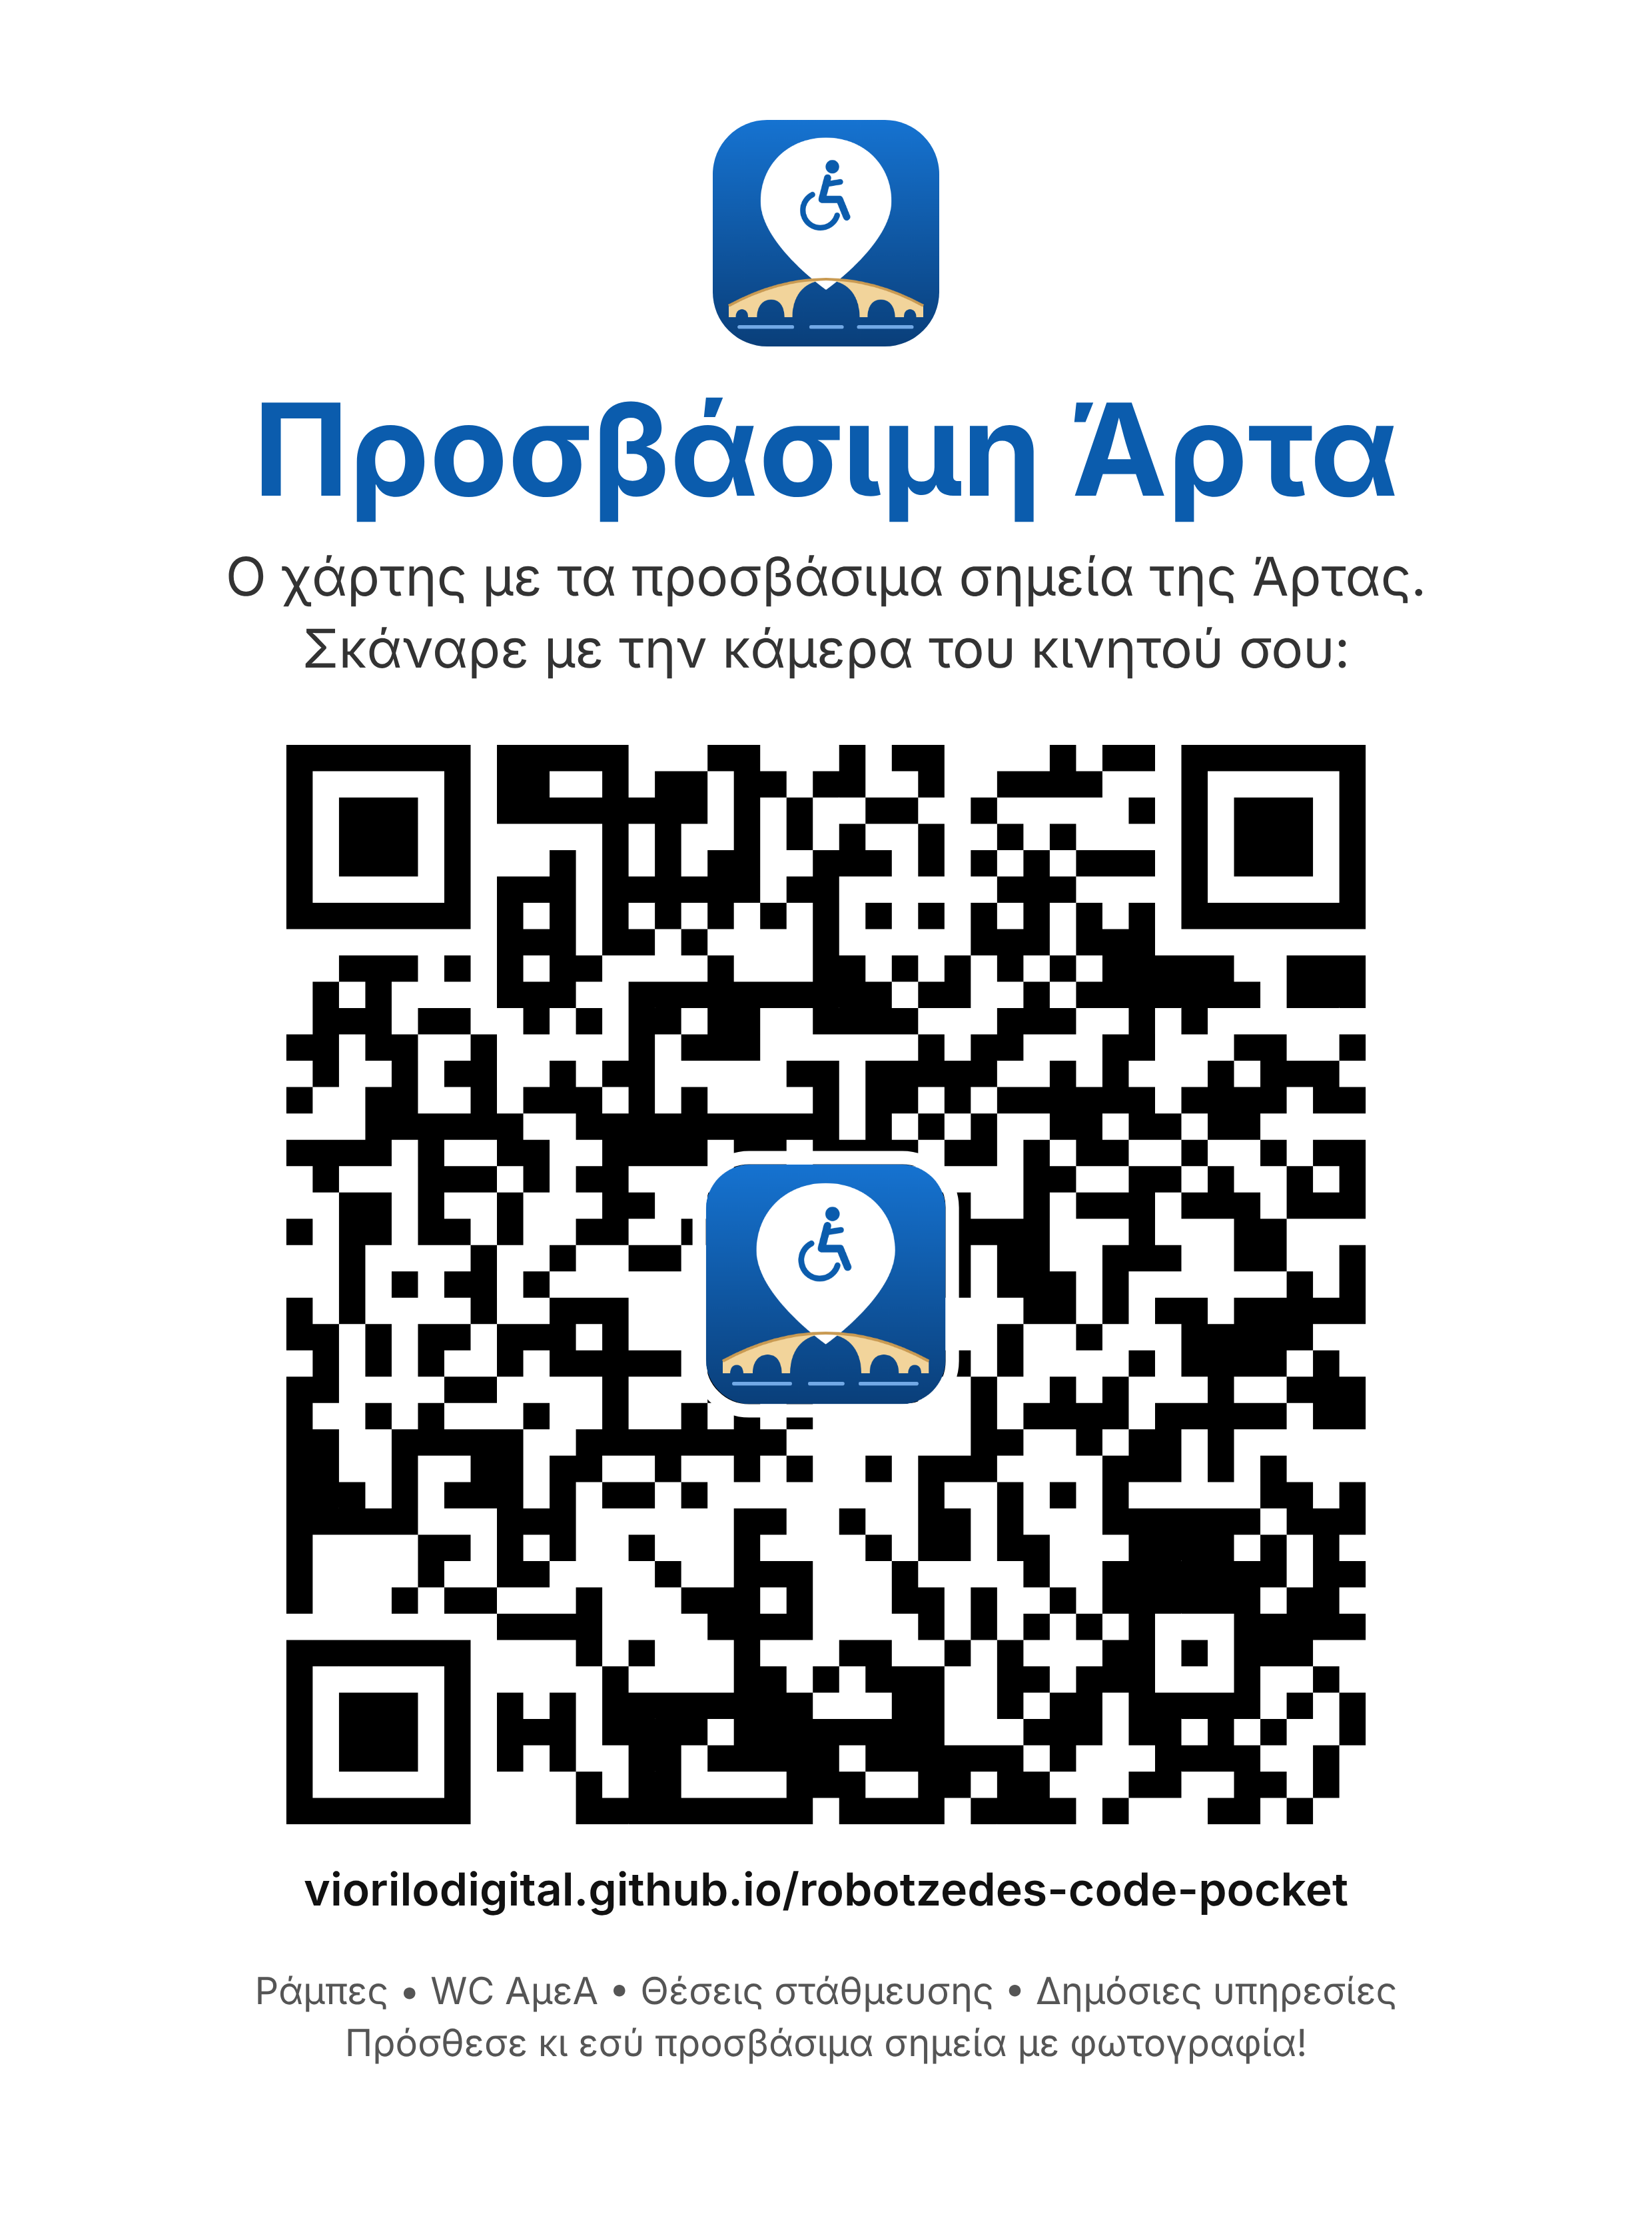 Προσβάσιμη Άρτα
Ο χάρτης με τα προσβάσιμα σημεία της Άρτας.
Σκάναρε με την κάμερα του κινητού σου:
viorilodigital.github.io/robotzedes-code-pocket
Ράμπες • WC ΑμεΑ • Θέσεις στάθμευσης • Δημόσιες υπηρεσίες
Πρόσθεσε κι εσύ προσβάσιμα σημεία με φωτογραφία!